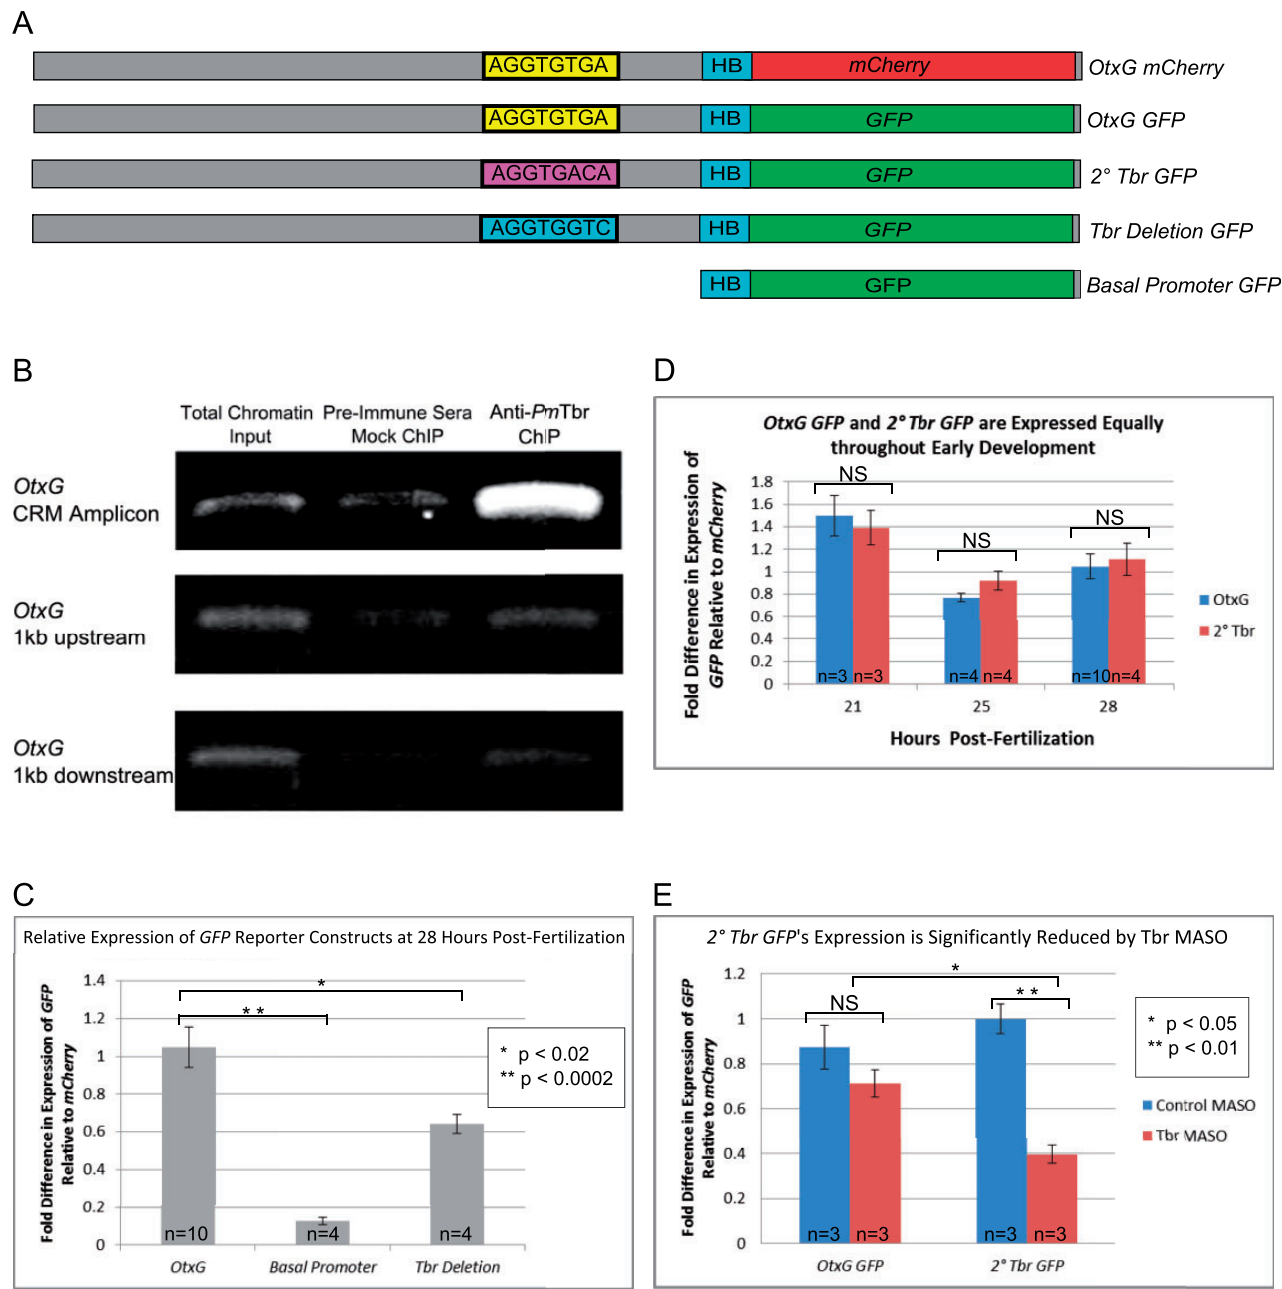 A
AGGTGTGA HB mCherry OtxG mCherry
AGGTGTGA HB GFP OtxG GFP
AGGTGACA HB GFP 2° Tbr GFP
AGGTGGTC HB GFP Tbr Deletion GFP
HB GFP Basal Promoter GFP
B
Total Chromatin Input
Pre-Immune Sera Mock ChIP
Anti-PmTbr ChIP
OtxG
CRM Amplicon
OtxG
1kb upstream
OtxG
1kb downstream
D
OtxG GFP and 2° Tbr GFP are Expressed Equally
throughout Early Development
Fold Difference in Expression of
GFP Relative to mCherry
1.8
1.6
1.4
1.2
1
0.8
0.6
0.4
0.2
0
NS
NS
NS
n=3 n=3
n=4 n=4
n=10 n=4
21 25 28
Hours Post-Fertilization
OtxG
2° Tbr
C
Relative Expression of GFP Reporter Constructs at 28 Hours Post-Fertilization
Fold Difference in Expression of GFP
Relative to mCherry
1.4
1.2
1
0.8
0.6
0.4
0.2
0
*
* *
* p < 0.02
** p < 0.0002
n=10 n=4 n=4
OtxG Basal Promoter Tbr Deletion
E
2° Tbr GFP's Expression is Significantly Reduced by Tbr MASO
Fold Difference in Expression of GFP
Relative to mCherry
1.2
1
0.8
0.6
0.4
0.2
0
*
NS
* *
* p < 0.05
** p < 0.01
Control MASO
Tbr MASO
n=3 n=3 n=3 n=3
OtxG GFP 2° Tbr GFP